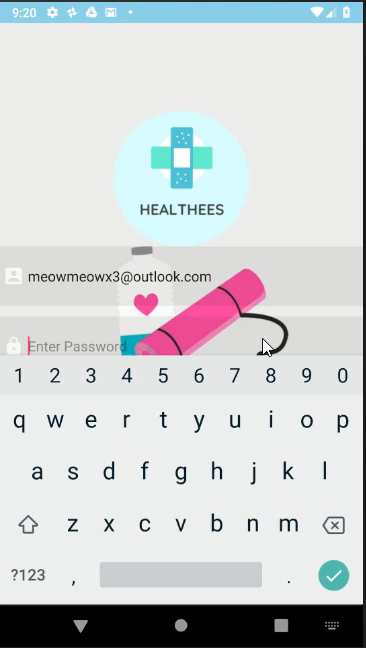 9:20
HEALTHEES
meowmeowx3@outlook.com
Enter Password
1 2 3 4 5 6 7 8 9 0
q w e r t y u i o p
a s d f g h j k l
z x c v b n m
?123 , .